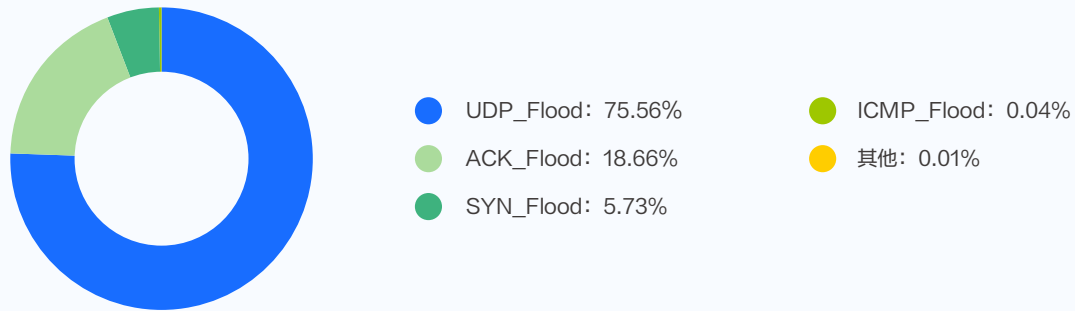 UDP_Flood：75.56%
ACK_Flood：18.66%
SYN_Flood：5.73%
ICMP_Flood：0.04%
其他：0.01%